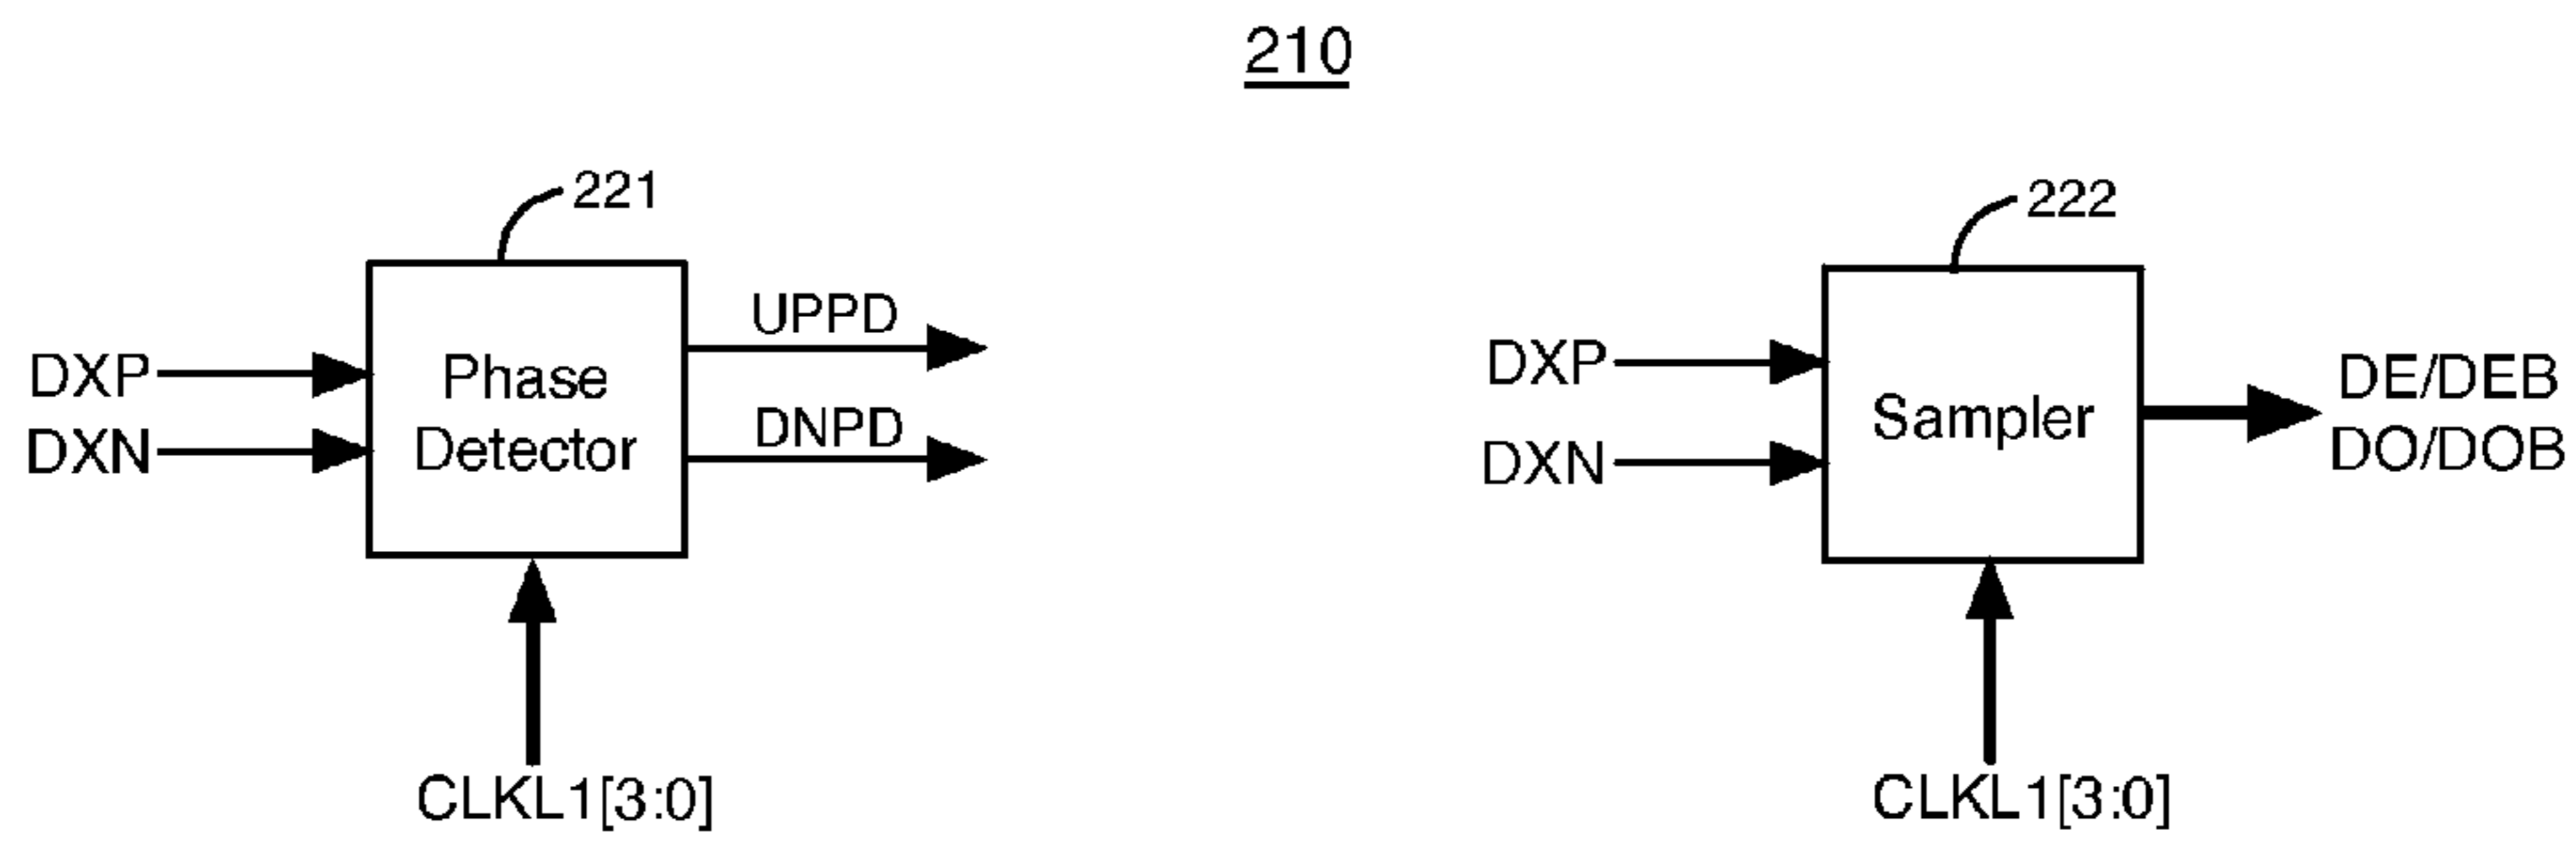 210
221
DXP
DXN
Phase
Detector
UPPD
DNPD
CLKL1[3:0]
222
DXP
DXN
Sampler
DE/DEB
DO/DOB
CLKL1[3:0]